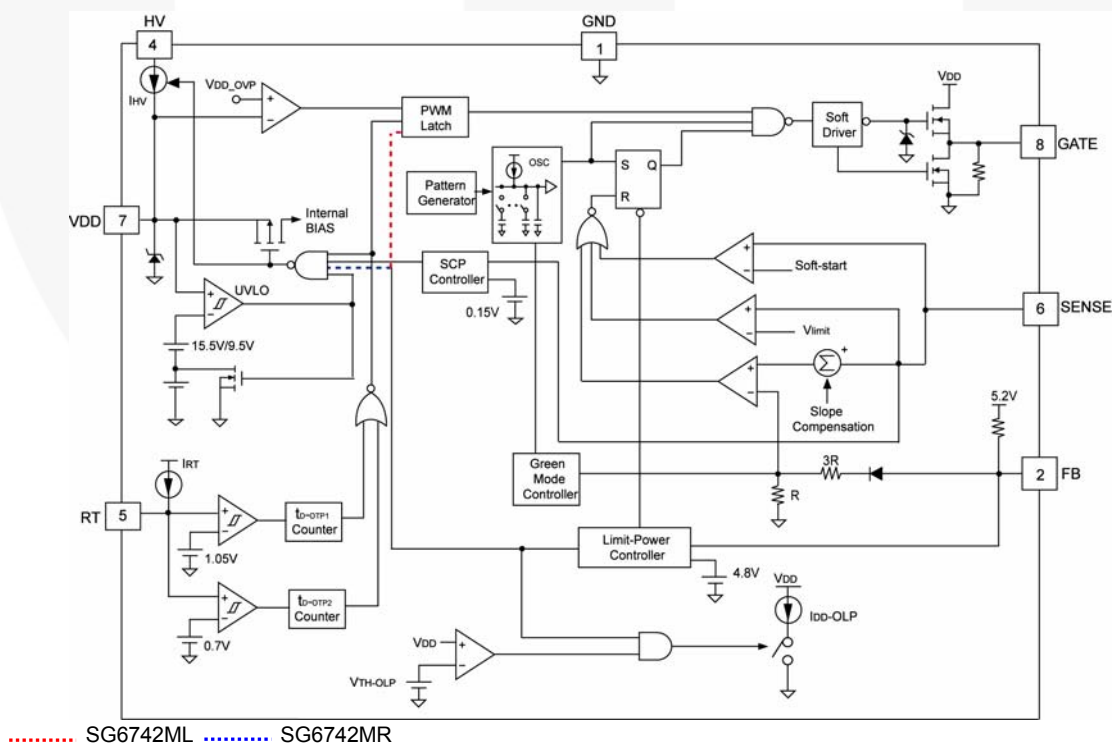 HV
4
GND
1
IHV
VDD_OVP
+
−
PWM
Latch
VDD
Soft
Driver
8
GATE
OSC
S
Q
R
Pattern
Generator
VDD
7
Internal
BIAS
SCP
Controller
0.15V
+
−
Soft-start
6
SENSE
+
−
UVLO
15.5V/9.5V
+
−
Vlimit
+
−
Σ
+
Slope
Compensation
5.2V
Green
Mode
Controller
3R
2
FB
R
IRT
RT
5
+
−
tD-OTP1
Counter
1.05V
Limit-Power
Controller
4.8V
+
−
tD-OTP2
Counter
0.7V
VDD
IDD-OLP
VDD
+
−
VTH-OLP
SG6742ML
SG6742MR